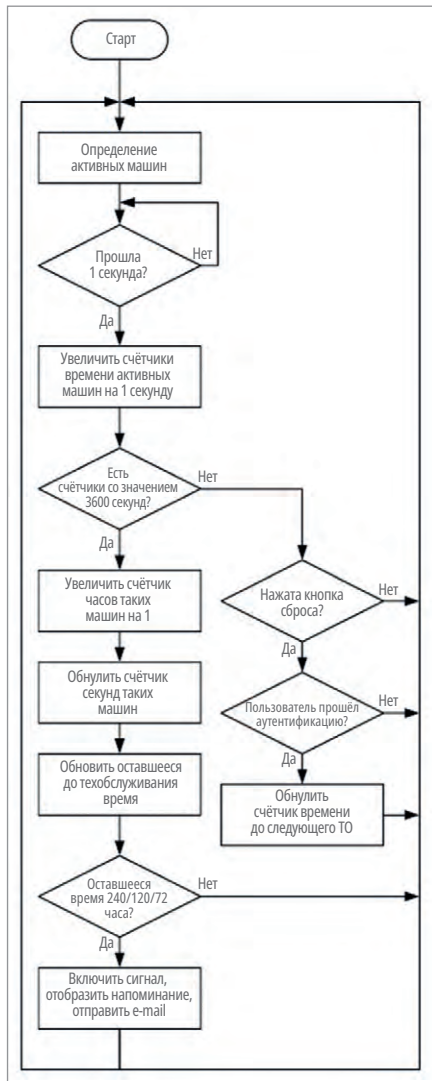 Старт
Определение
активных машин
Прошла
1 секунда?
Нет
Да
Увеличить счётчики
времени активных
машин на 1 секунду
Есть
счётчики со значением
3600 секунд?
Нет
Да
Увеличить счётчик
часов таких
машин на 1
Нажата кнопка
сброса?
Нет
Да
Обнулить счётчик
секунд таких
машин
Пользователь прошёл
аутентификацию?
Нет
Да
Обновить оставшееся
до техобслуживания
время
Обнулить
счётчик времени
до следующего ТО
Оставшееся
время 240/120/72
часа?
Нет
Да
Включить сигнал,
отобразить напоминание,
отправить e-mail